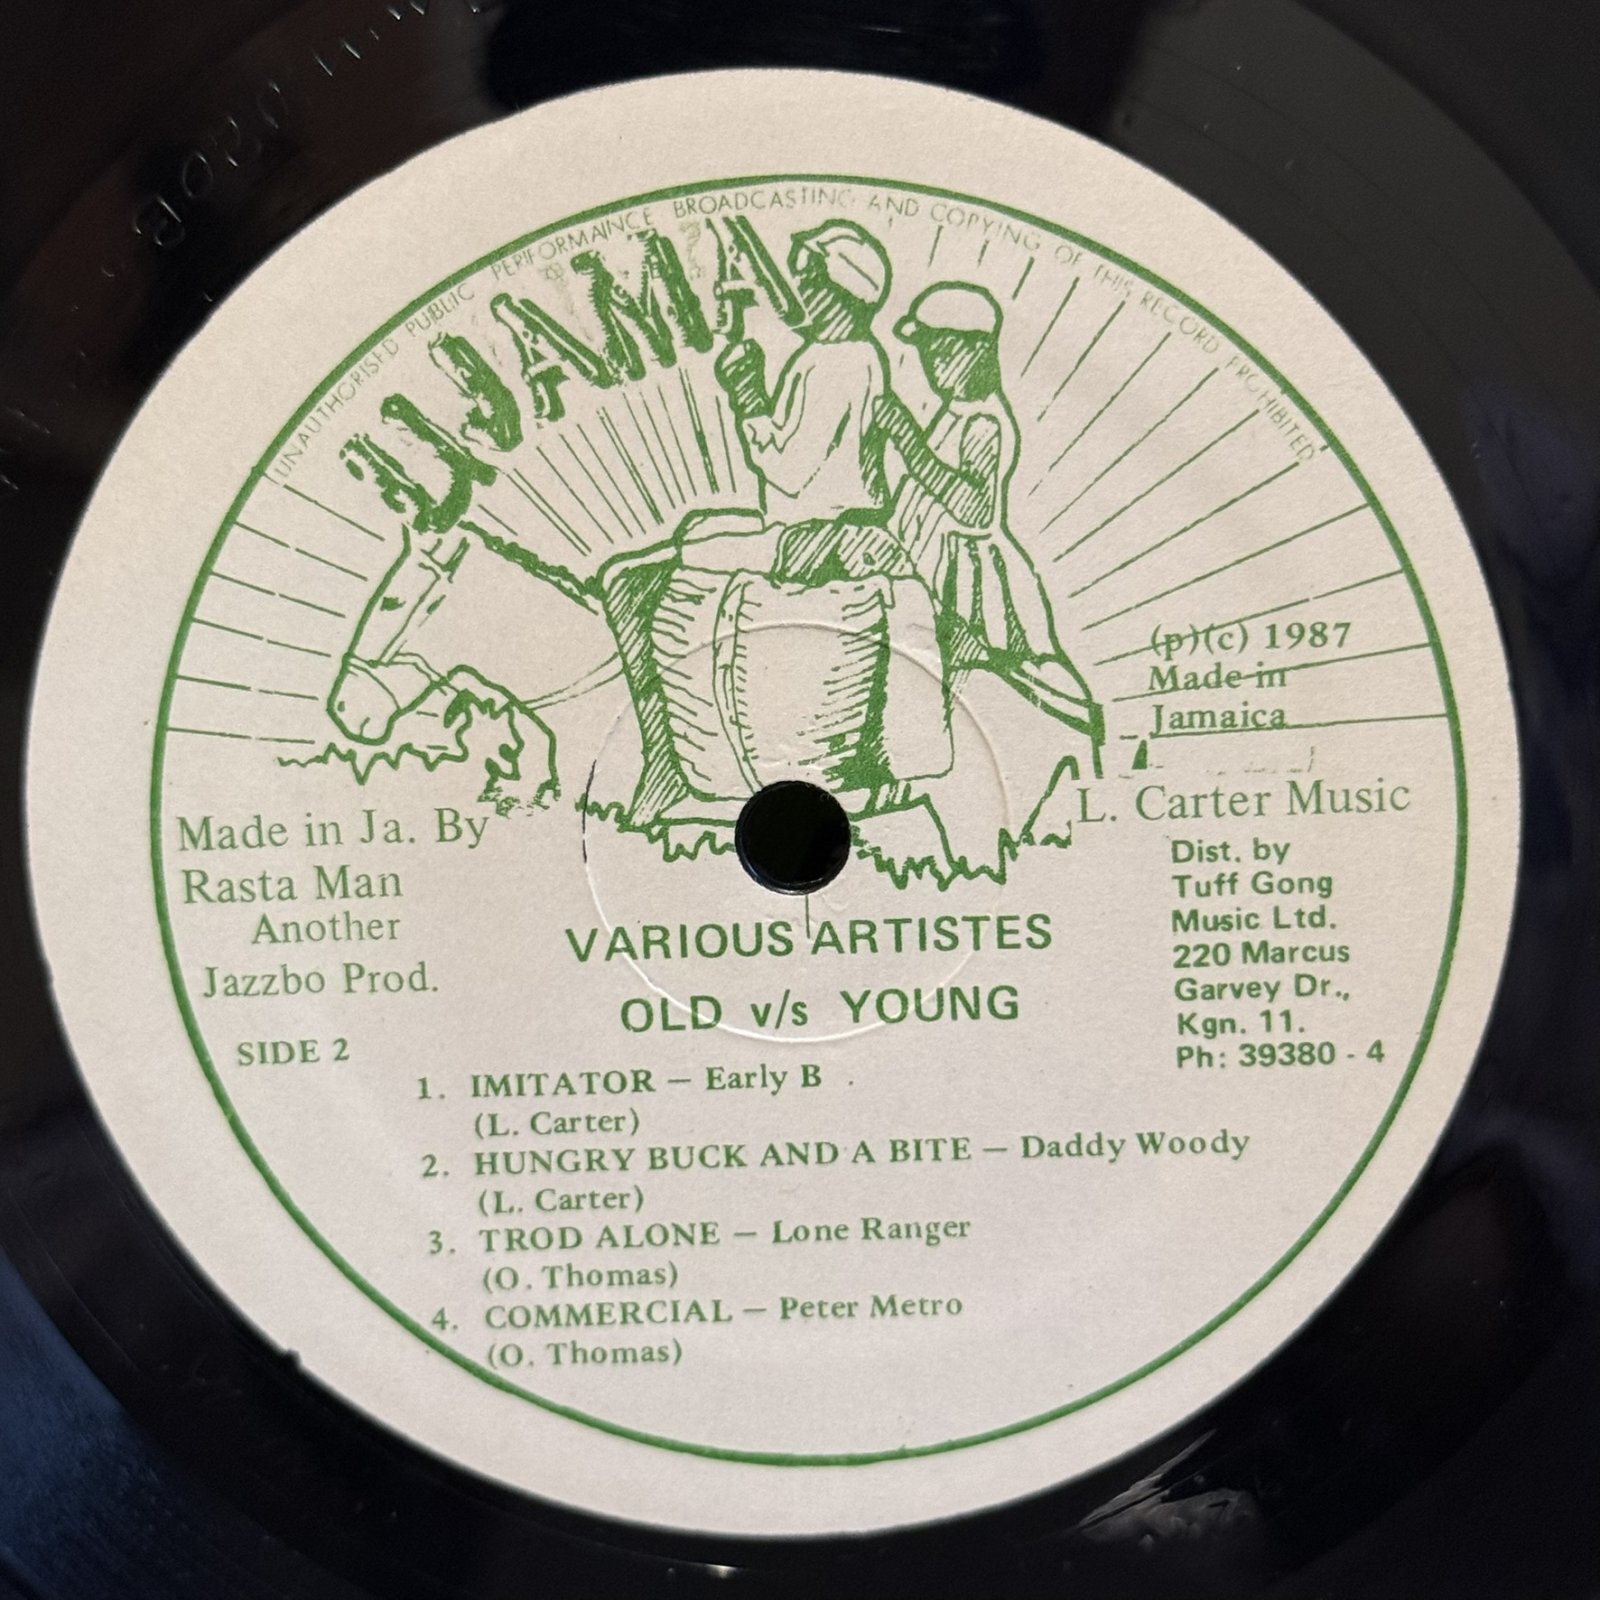 UNAUTHORISED PUBLIC PERFORMAINCE BROADCASTING AND COPYING OF THIS RECORD PROHIBITED
UJAMA
(p)(c) 1987
Made in
Jamaica
L. Carter Music
Dist. by
Tuff Gong
Music Ltd.
220 Marcus
Garvey Dr.,
Kgn. 11.
Ph: 39380 - 4
Made in Ja. By
Rasta Man
Another
Jazzbo Prod.
SIDE 2
VARIOUS ARTISTES
OLD v/s YOUNG
1. IMITATOR — Early B
(L. Carter)
2. HUNGRY BUCK AND A BITE — Daddy Woody
(L. Carter)
3. TROD ALONE — Lone Ranger
(O. Thomas)
4. COMMERCIAL — Peter Metro
(O. Thomas)